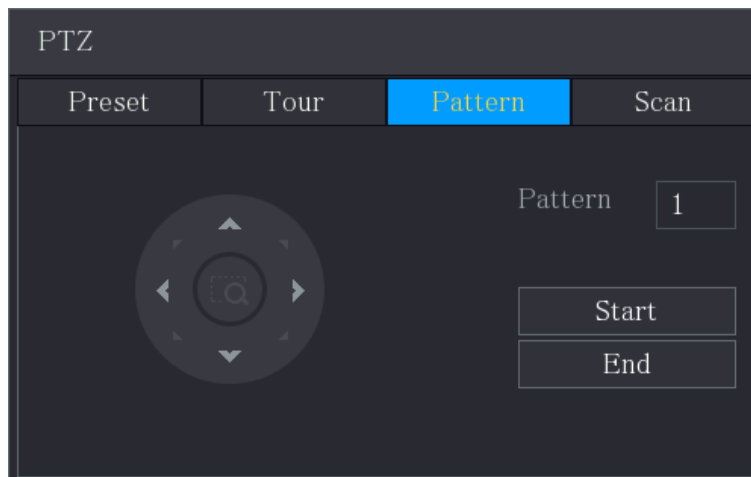 PTZ
Preset Tour Pattern Scan
Pattern 1
Start
End